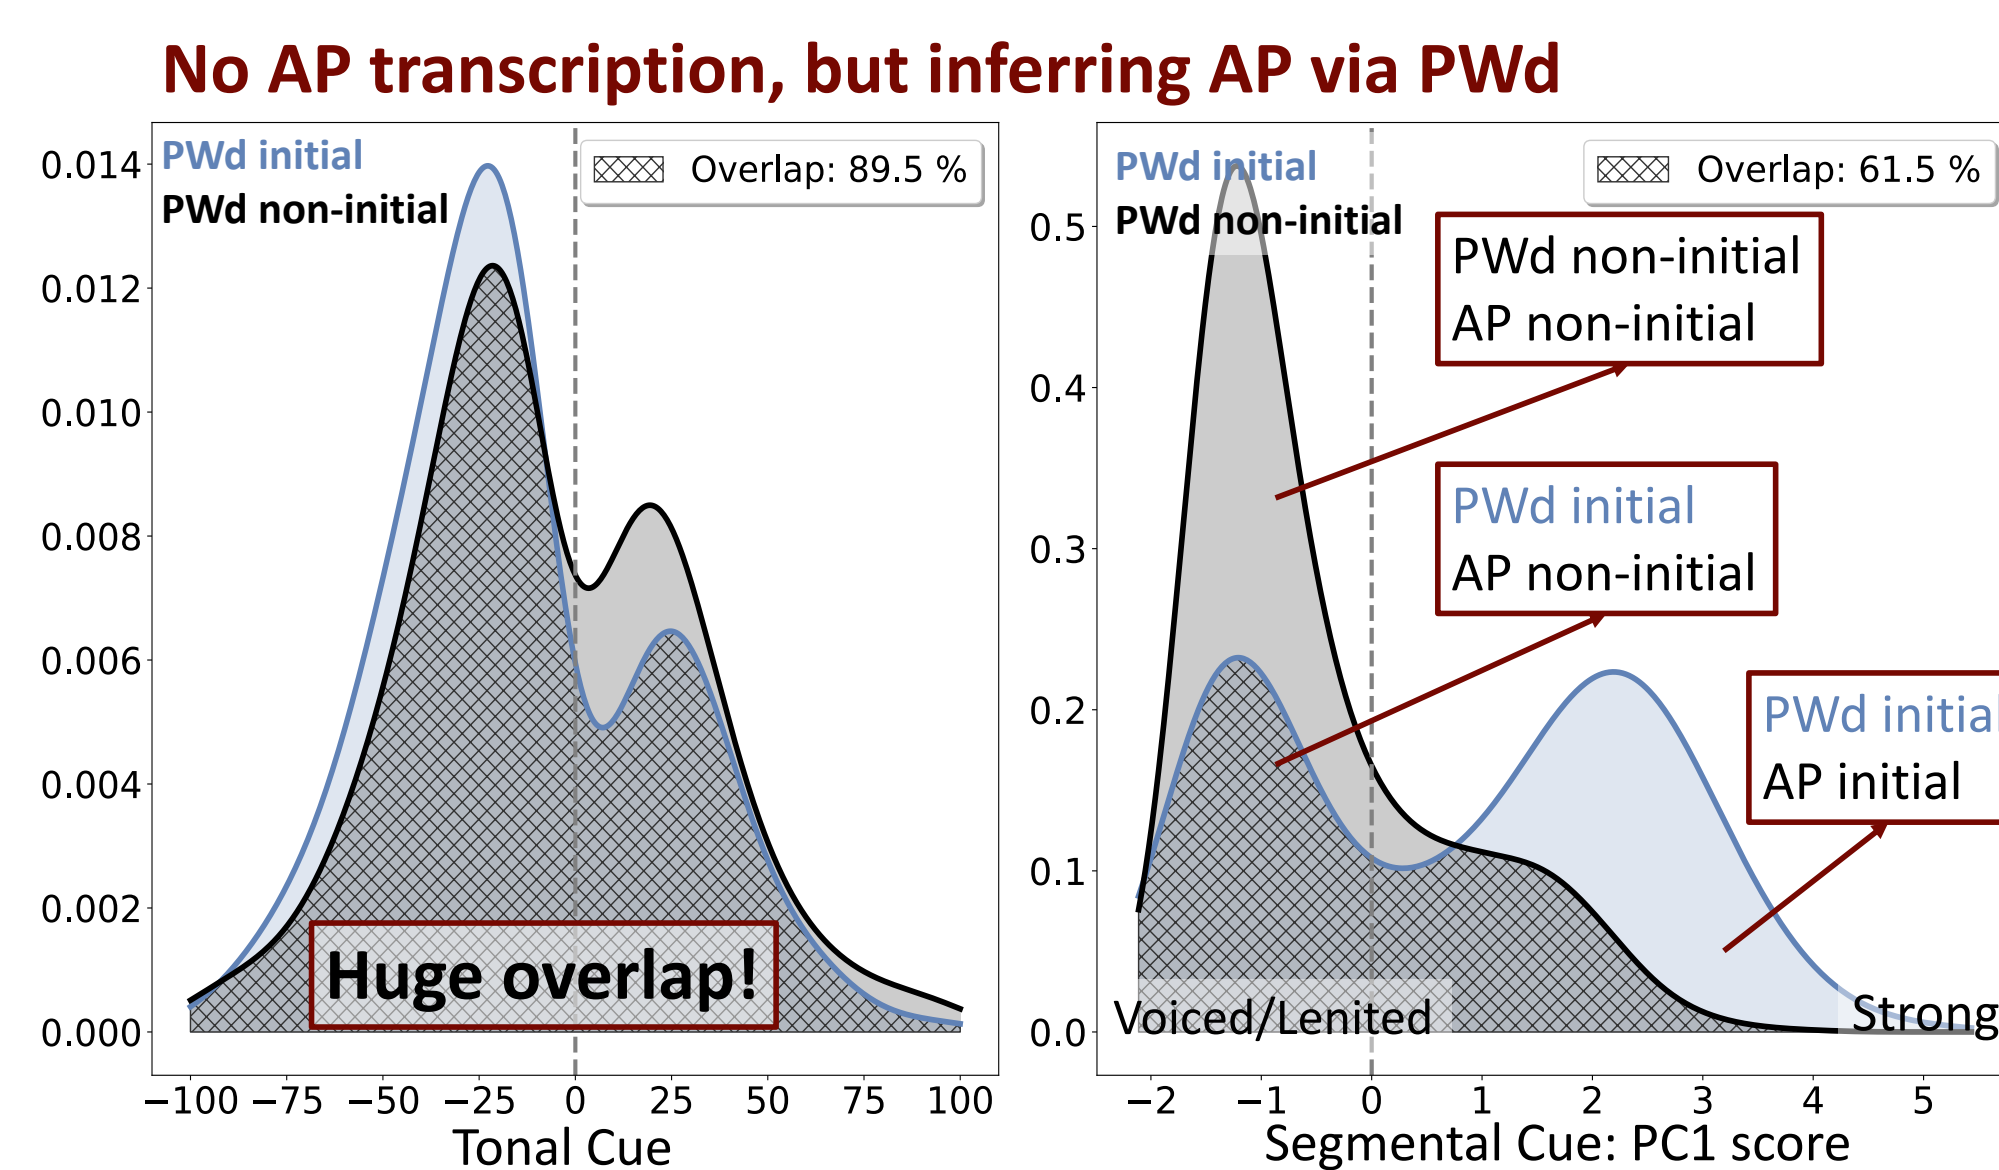 No AP transcription, but inferring AP via PWd
PWd initial
PWd non-initial
Overlap: 89.5 %
0.014
0.012
0.010
0.008
0.006
0.004
0.002
0.000
Huge overlap!
−100 −75 −50 −25 0 25 50 75 100
Tonal Cue
PWd initial
PWd non-initial
Overlap: 61.5 %
0.5
0.4
0.3
0.2
0.1
0.0
PWd non-initial
AP non-initial
PWd initial
AP non-initial
PWd initial
AP initial
Voiced/Lenited
Strong
−2 −1 0 1 2 3 4 5
Segmental Cue: PC1 score